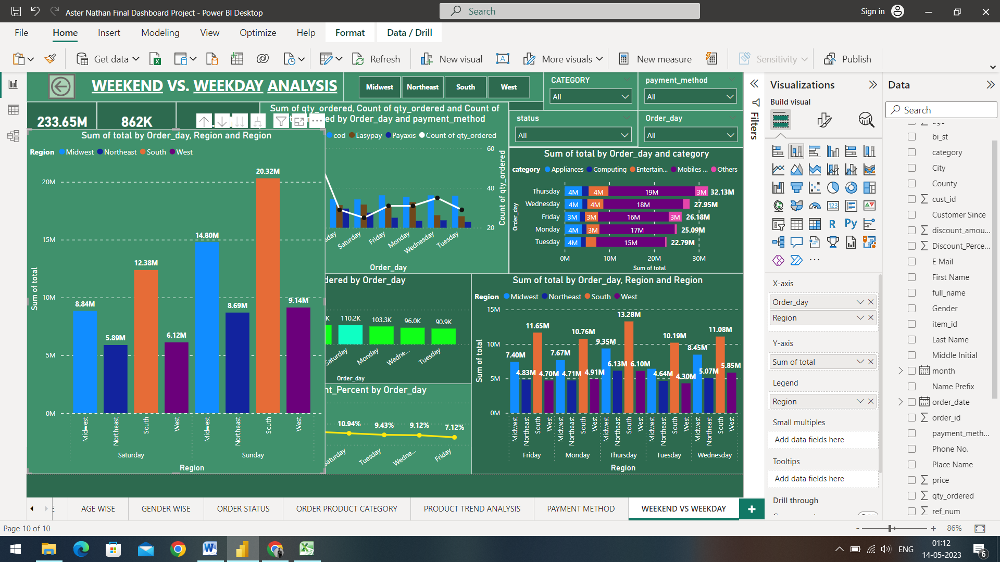 Aster Nathan Final Dashboard Project - Power BI Desktop
Search
Sign in
File Home Insert Modeling View Optimize Help Format Data / Drill
Get data
Refresh
New visual
More visuals
New measure
Sensitivity
Publish
WEEKEND VS. WEEKDAY ANALYSIS
Midwest Northeast South West
CATEGORY
All
payment_method
All
status
All
Order_day
All
233.65M
862K
Sum of total by Order_day, Region and Region
Region Midwest Northeast South West
Sum of total
20M
15M
10M
5M
0M
8.84M
5.89M
12.38M
6.12M
14.80M
8.69M
20.32M
9.14M
Midwest Northeast South West Midwest Northeast South West
Saturday Sunday
Region
Sum of qty_ordered, Count of qty_ordered and Count of
by Order_day and payment_method
cod Easypay Payaxis Count of qty_ordered
60
40
20
Count of qty_ordered
Saturday Friday Monday Wednesday Tuesday
Order_day
Sum of total by Order_day and category
category Appliances Computing Entertain... Mobiles ... Others
Order_day
Thursday 4M 4M 19M 3M 32.13M
Wednesday 4M 4M 18M 27.95M
Friday 3M 3M 16M 3M 26.18M
Monday 4M 3M 17M 25.09M
Tuesday 4M 15M 22.79M
0M 10M 20M 30M
Sum of total
dered by Order_day
K 110.2K 103.3K 96.0K 90.9K
Saturday Monday Wedne... Tuesday
Order_day
nt_Percent by Order_day
10.94% 9.43% 9.12% 7.12%
Saturday Tuesday Wedne... Friday
Sum of total by Order_day, Region and Region
Region Midwest Northeast South West
Sum of total
15M
10M
5M
0M
7.40M 4.83M 11.65M 4.70M
7.67M 4.71M 10.76M 4.91M
9.35M 6.13M 13.28M 6.10M
4.64M 10.19M 4.30M
8.45M 5.07M 11.08M 5.85M
Midwest Northeast South West Midwest Northeast South West Midwest Northeast South West Midwest Northeast South West Midwest Northeast South West
Friday Monday Thursday Tuesday Wednesday
Region
Filters
Visualizations
Build visual
R Py
123
X-axis
Order_day
Region
Y-axis
Sum of total
Legend
Region
Small multiples
Add data fields here
Tooltips
Add data fields here
Drill through
Data
Search
bi_st
category
City
County
cust_id
Customer Since
discount_amou...
Discount_Perce...
E Mail
First Name
full_name
Gender
item_id
Last Name
Middle Initial
month
Name Prefix
order_date
order_id
payment_meth...
Phone No.
Place Name
price
qty_ordered
ref_num
E AGE WISE GENDER WISE ORDER STATUS ORDER PRODUCT CATEGORY PRODUCT TREND ANALYSIS PAYMENT METHOD WEEKEND VS WEEKDAY +
Page 10 of 10
- + 86%
ENG
01:12
14-05-2023
6